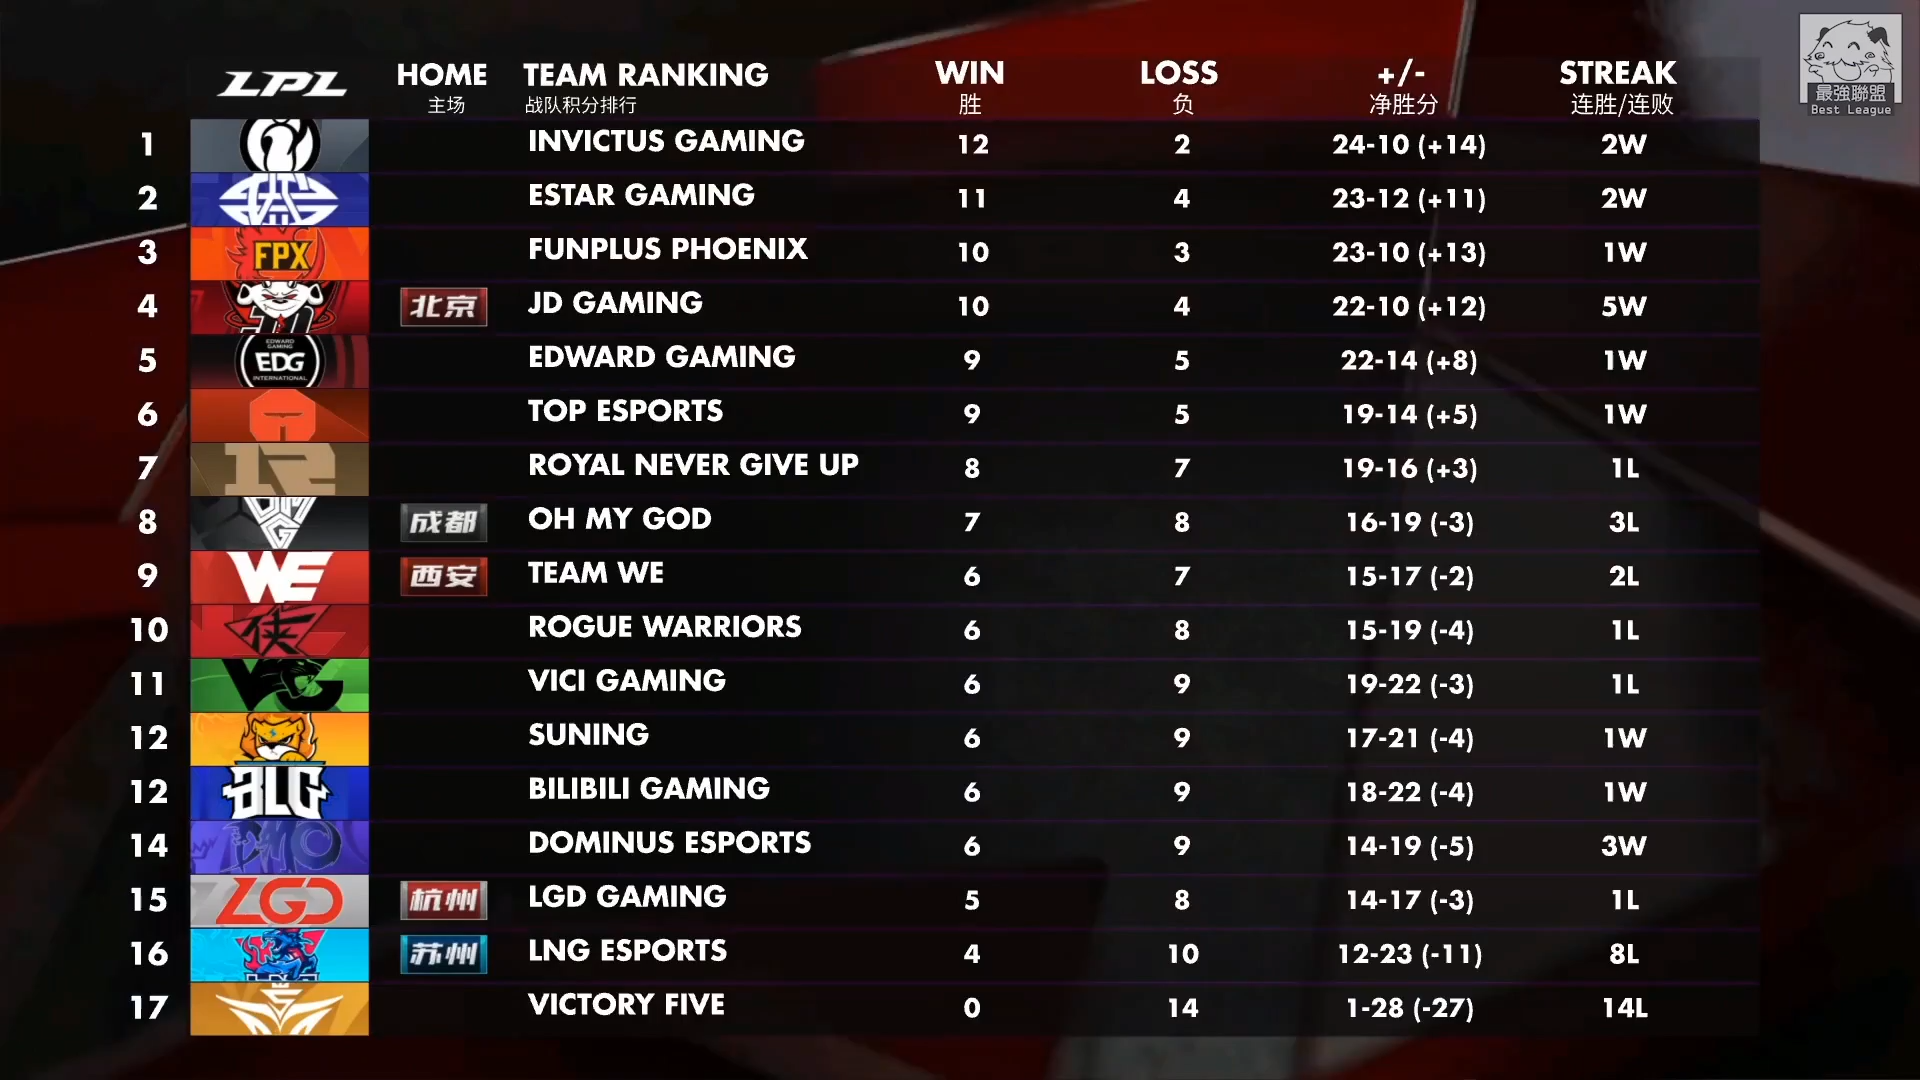 LPL HOME TEAM RANKING WIN LOSS +/- STREAK
主场 战队积分排行 胜 负 净胜分 连胜/连败
最強聯盟
Best League
1 INVICTUS GAMING 12 2 24-10 (+14) 2W
2 ESTAR GAMING 11 4 23-12 (+11) 2W
3 FPX FUNPLUS PHOENIX 10 3 23-10 (+13) 1W
4 JD 北京 JD GAMING 10 4 22-10 (+12) 5W
5 EDWARD GAMING EDG INTERNATIONAL EDWARD GAMING 9 5 22-14 (+8) 1W
6 TOP ESPORTS 9 5 19-14 (+5) 1W
7 ROYAL NEVER GIVE UP 8 7 19-16 (+3) 1L
8 OMG 成都 OH MY GOD 7 8 16-19 (-3) 3L
9 WE 西安 TEAM WE 6 7 15-17 (-2) 2L
10 侠 ROGUE WARRIORS 6 8 15-19 (-4) 1L
11 VG VICI GAMING 6 9 19-22 (-3) 1L
12 SUNING 6 9 17-21 (-4) 1W
12 BLG BILIBILI GAMING 6 9 18-22 (-4) 1W
14 DMO DOMINUS ESPORTS 6 9 14-19 (-5) 3W
15 LGD 杭州 LGD GAMING 5 8 14-17 (-3) 1L
16 苏州 LNG ESPORTS 4 10 12-23 (-11) 8L
17 VICTORY FIVE 0 14 1-28 (-27) 14L